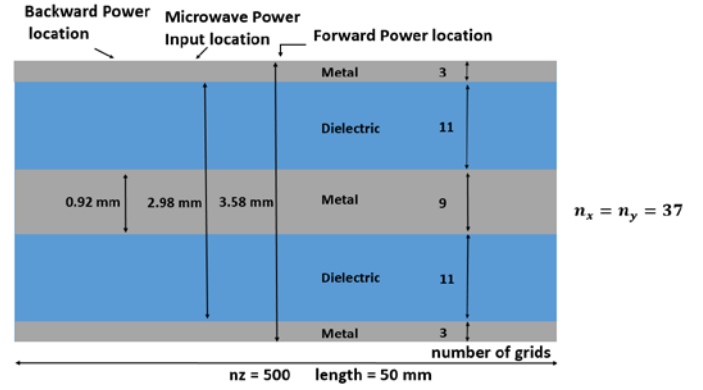 Backward Power
location
Microwave Power
Input location
Forward Power location
Metal 3
Dielectric 11
0.92 mm 2.98 mm 3.58 mm Metal 9
nₓ = nᵧ = 37
Dielectric 11
Metal 3
number of grids
nz = 500 length = 50 mm